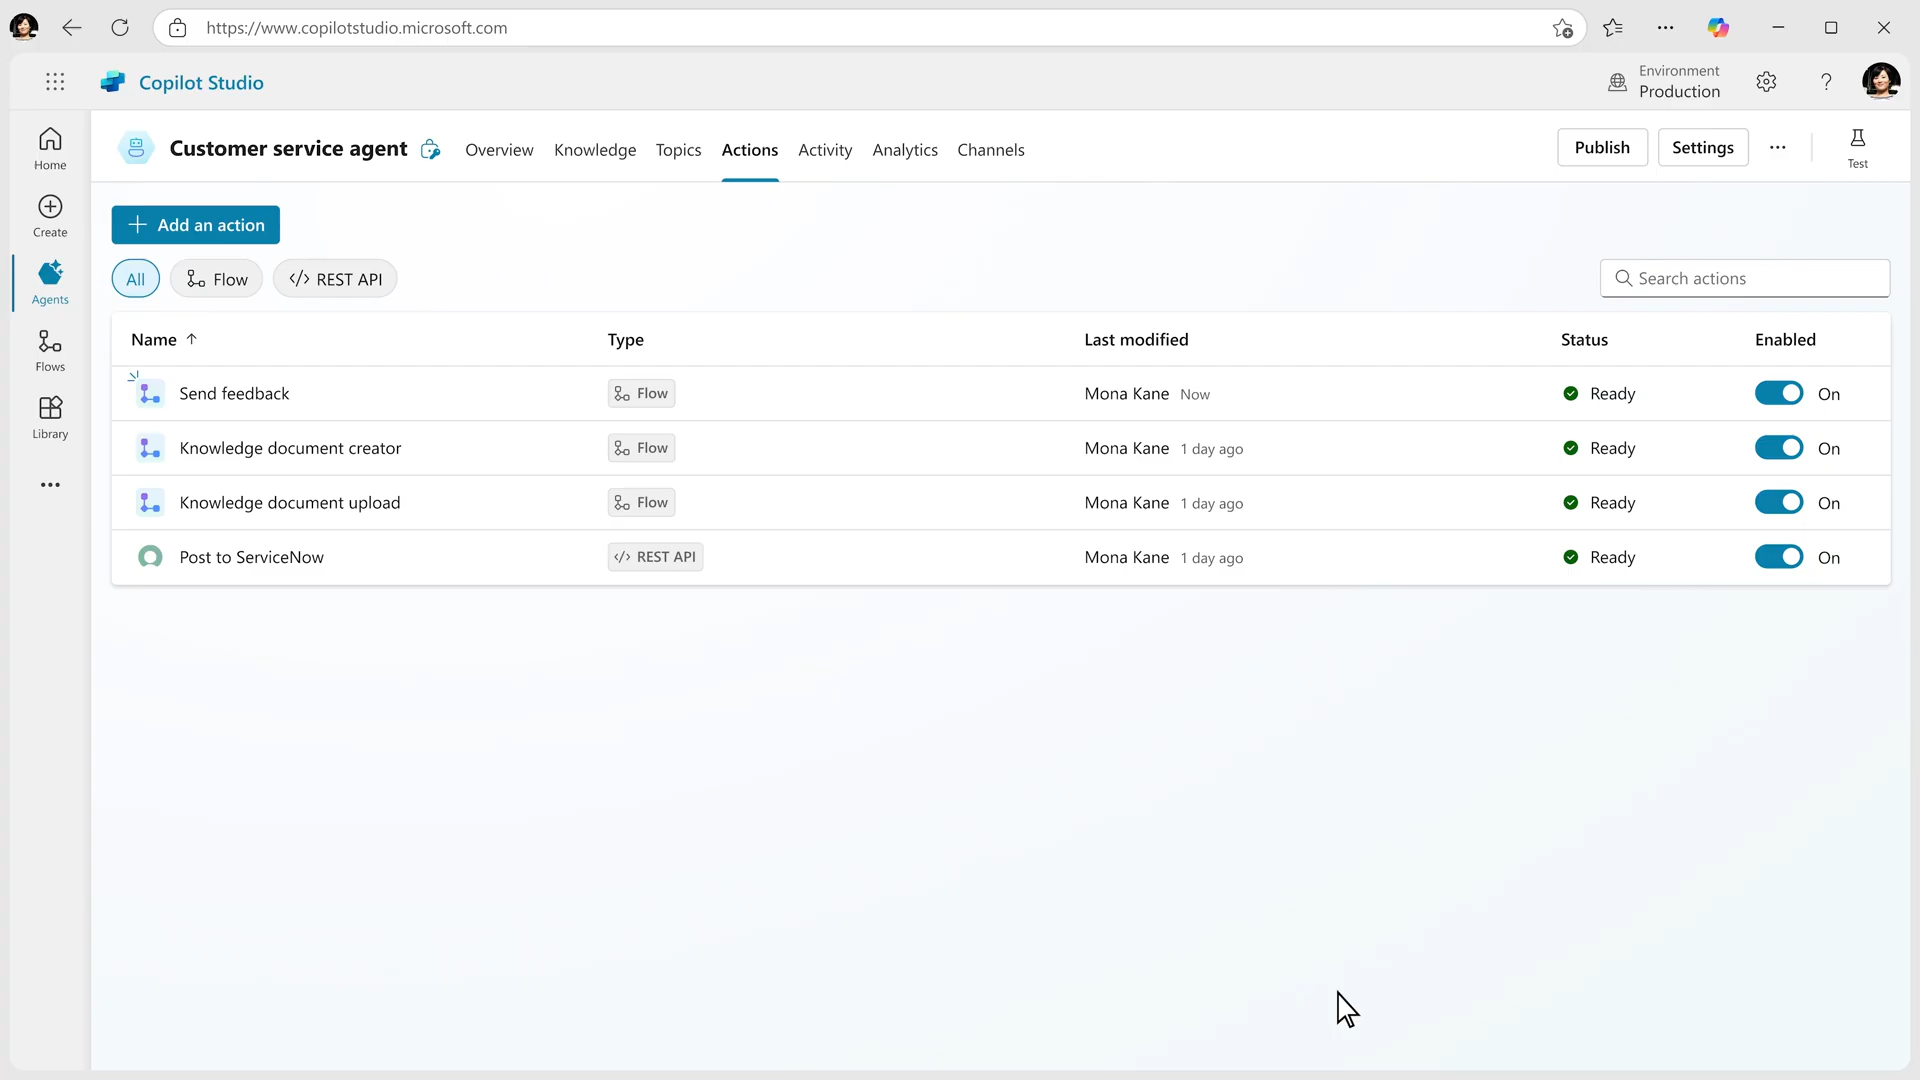 https://www.copilotstudio.microsoft.com
Copilot Studio
Environment
Production
?
Home
Create
Agents
Flows
Library
Customer service agent
Overview Knowledge Topics Actions Activity Analytics Channels
Publish Settings
Test
+ Add an action
All Flow </> REST API
Search actions
Name ↑ Type Last modified Status Enabled
Send feedback Flow Mona Kane Now Ready On
Knowledge document creator Flow Mona Kane 1 day ago Ready On
Knowledge document upload Flow Mona Kane 1 day ago Ready On
Post to ServiceNow </> REST API Mona Kane 1 day ago Ready On